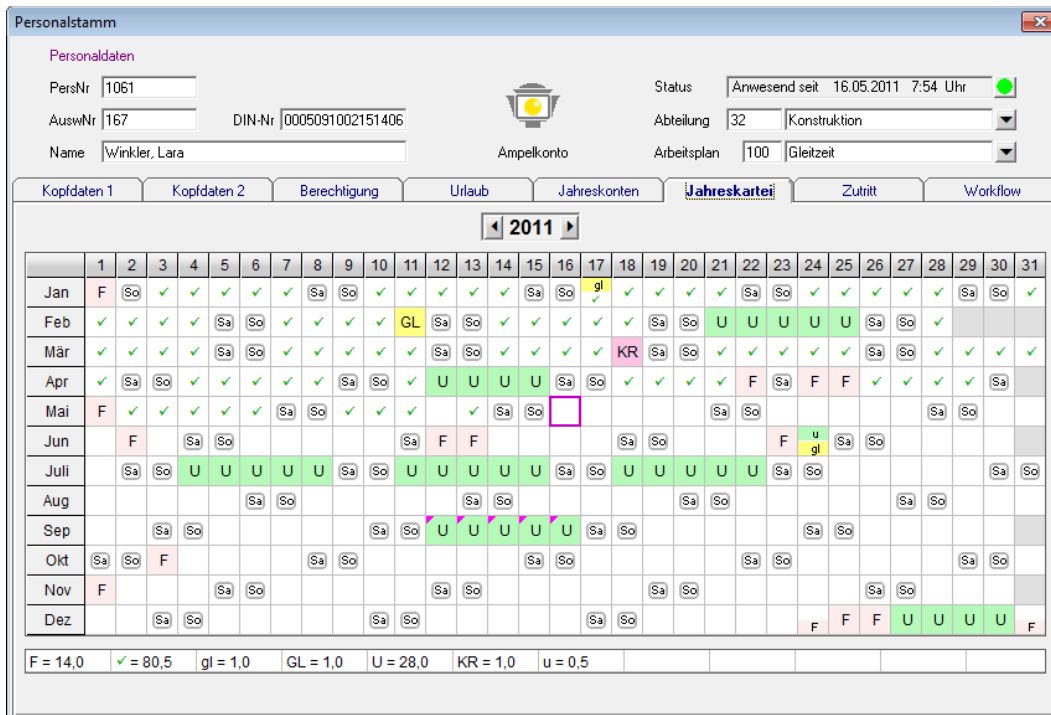 Personalstamm
Personaldaten
PersNr 1061
Status Anwesend seit 16.05.2011 7:54 Uhr
AuswNr 167 DIN-Nr 0005091002151406
Abteilung 32 Konstruktion
Name Winkler, Lara
Ampelkonto
Arbeitsplan 100 Gleitzeit
Kopfdaten 1 Kopfdaten 2 Berechtigung Urlaub Jahreskonten Jahreskartei Zutritt Workflow
2011
1 2 3 4 5 6 7 8 9 10 11 12 13 14 15 16 17 18 19 20 21 22 23 24 25 26 27 28 29 30 31
Jan F So ✓ ✓ ✓ ✓ ✓ Sa So ✓ ✓ ✓ ✓ ✓ Sa So gl ✓ ✓ ✓ ✓ ✓ Sa So ✓ ✓ ✓ ✓ ✓ Sa So ✓
Feb ✓ ✓ ✓ ✓ Sa So ✓ ✓ ✓ ✓ GL Sa So ✓ ✓ ✓ ✓ ✓ Sa So U U U U U Sa So ✓
Mär ✓ ✓ ✓ ✓ Sa So ✓ ✓ ✓ ✓ ✓ Sa So ✓ ✓ ✓ ✓ KR Sa So ✓ ✓ ✓ ✓ ✓ Sa So ✓ ✓ ✓ ✓
Apr ✓ Sa So ✓ ✓ ✓ ✓ ✓ Sa So ✓ U U U U Sa So ✓ ✓ ✓ ✓ F Sa F F ✓ ✓ ✓ ✓ Sa
Mai F ✓ ✓ ✓ ✓ ✓ Sa So ✓ ✓ ✓ ✓ Sa So Sa So Sa So
Jun F Sa So Sa F F Sa So F u gl Sa So
Juli Sa So U U U U U Sa So U U U U U Sa So U U U U U Sa So Sa So
Aug Sa So Sa So Sa So Sa So
Sep Sa So Sa So U U U U U Sa So Sa So
Okt Sa So F Sa So Sa So Sa So Sa So
Nov F Sa So Sa So Sa So Sa So
Dez Sa So Sa So Sa So F F F U U U U F
F = 14,0 ✓ = 80,5 gl = 1,0 GL = 1,0 U = 28,0 KR = 1,0 u = 0,5